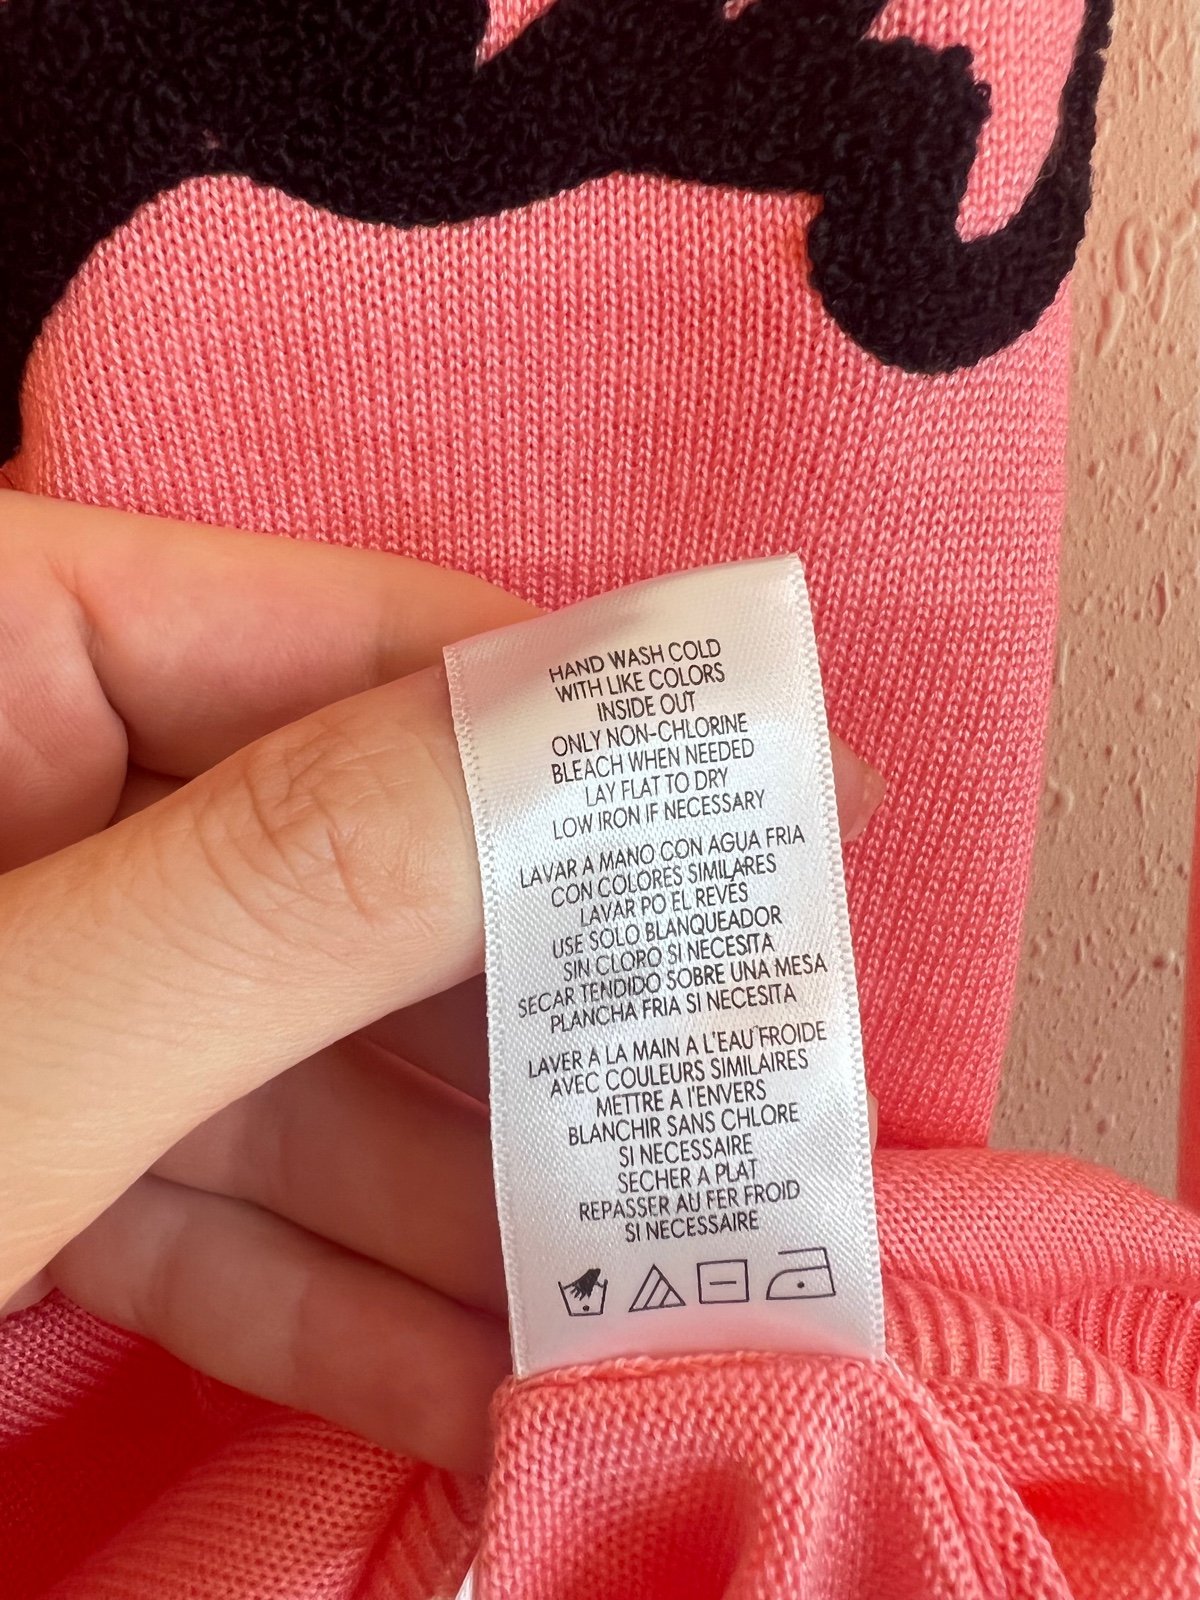 HAND WASH COLD
WITH LIKE COLORS
INSIDE OUT
ONLY NON-CHLORINE
BLEACH WHEN NEEDED
LAY FLAT TO DRY
LOW IRON IF NECESSARY
LAVAR A MANO CON AGUA FRIA
CON COLORES SIMILARES
LAVAR PO EL REVÉS
USE SOLO BLANQUEADOR
SIN CLORO SI NECESITA
SECAR TENDIDO SOBRE UNA MESA
PLANCHA FRIA SI NECESITA
LAVER A LA MAIN A L'EAU FROIDE
AVEC COULEURS SIMILAIRES
METTRE A l'ENVERS
BLANCHIR SANS CHLORE
SI NECESSAIRE
SECHER A PLAT
REPASSER AU FER FROID
SI NECESSAIRE